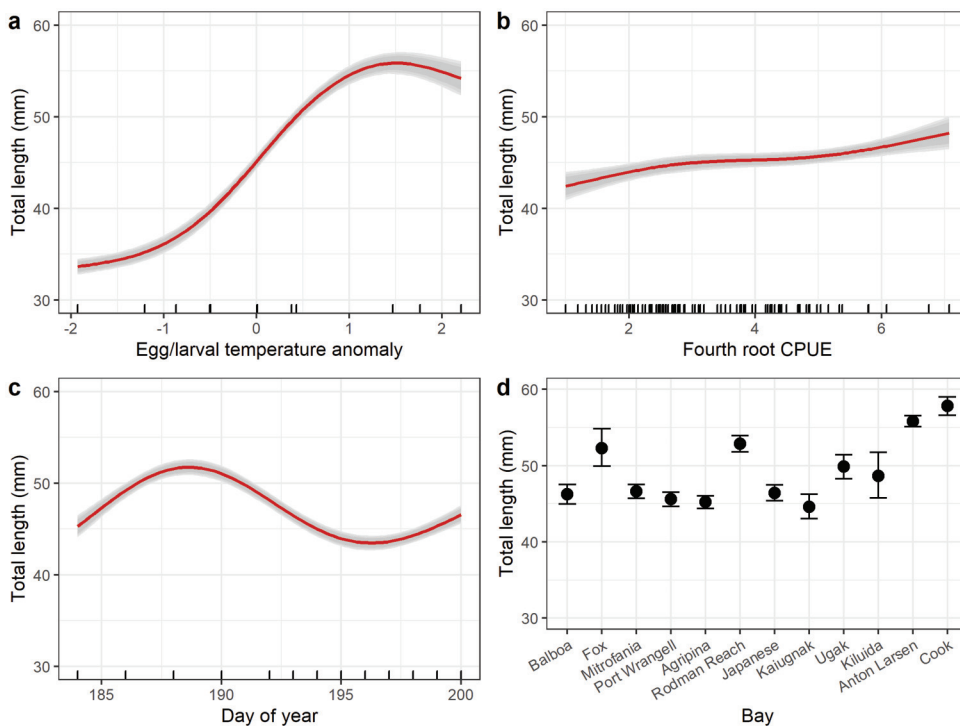 a
60
50
40
30
Total length (mm)
-2
-1
0
1
2
Egg/larval temperature anomaly
b
60
50
40
30
Total length (mm)
2
4
6
Fourth root CPUE
c
60
50
40
30
Total length (mm)
185
190
195
200
Day of year
d
60
50
40
30
Total length (mm)
Balboa
Fox
Mitrofania
Port Wrangell
Agripina
Rodman Reach
Japanese
Kaiugnak
Ugak
Kiluida
Anton Larsen
Cook
Bay